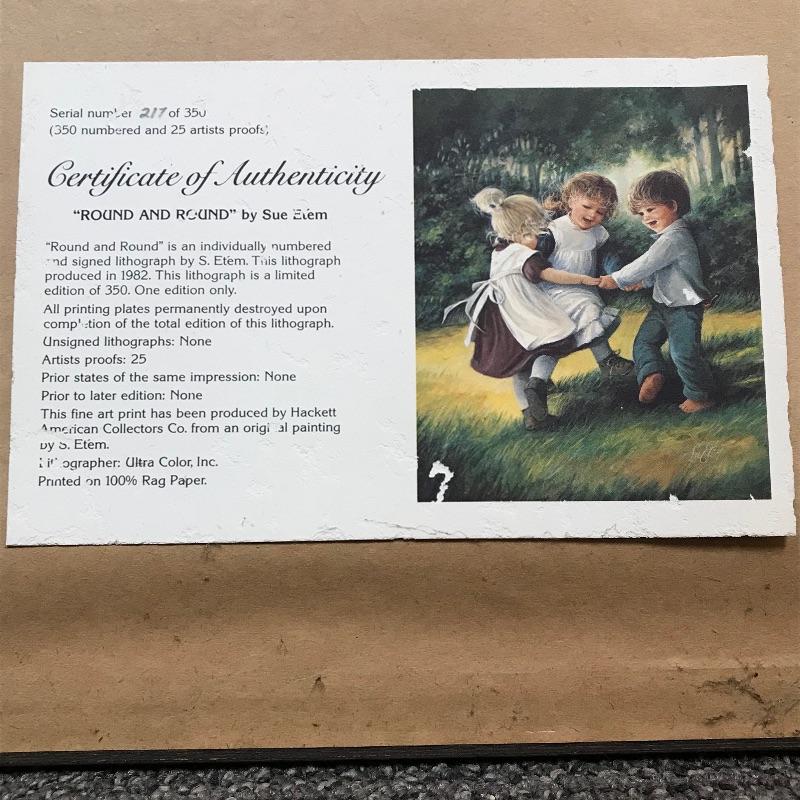 Serial number 217 of 350
(350 numbered and 25 artists proofs)
Certificate of Authenticity
"ROUND AND ROUND" by Sue Etem
"Round and Round" is an individually numbered
and signed lithograph by S. Etem. This lithograph
produced in 1982. This lithograph is a limited
edition of 350. One edition only.
All printing plates permanently destroyed upon
completion of the total edition of this lithograph.
Unsigned lithographs: None
Artists proofs: 25
Prior states of the same impression: None
Prior to later edition: None
This fine art print has been produced by Hackett
American Collectors Co. from an original painting
by S. Etem.
Lithographer: Ultra Color, Inc.
Printed on 100% Rag Paper.